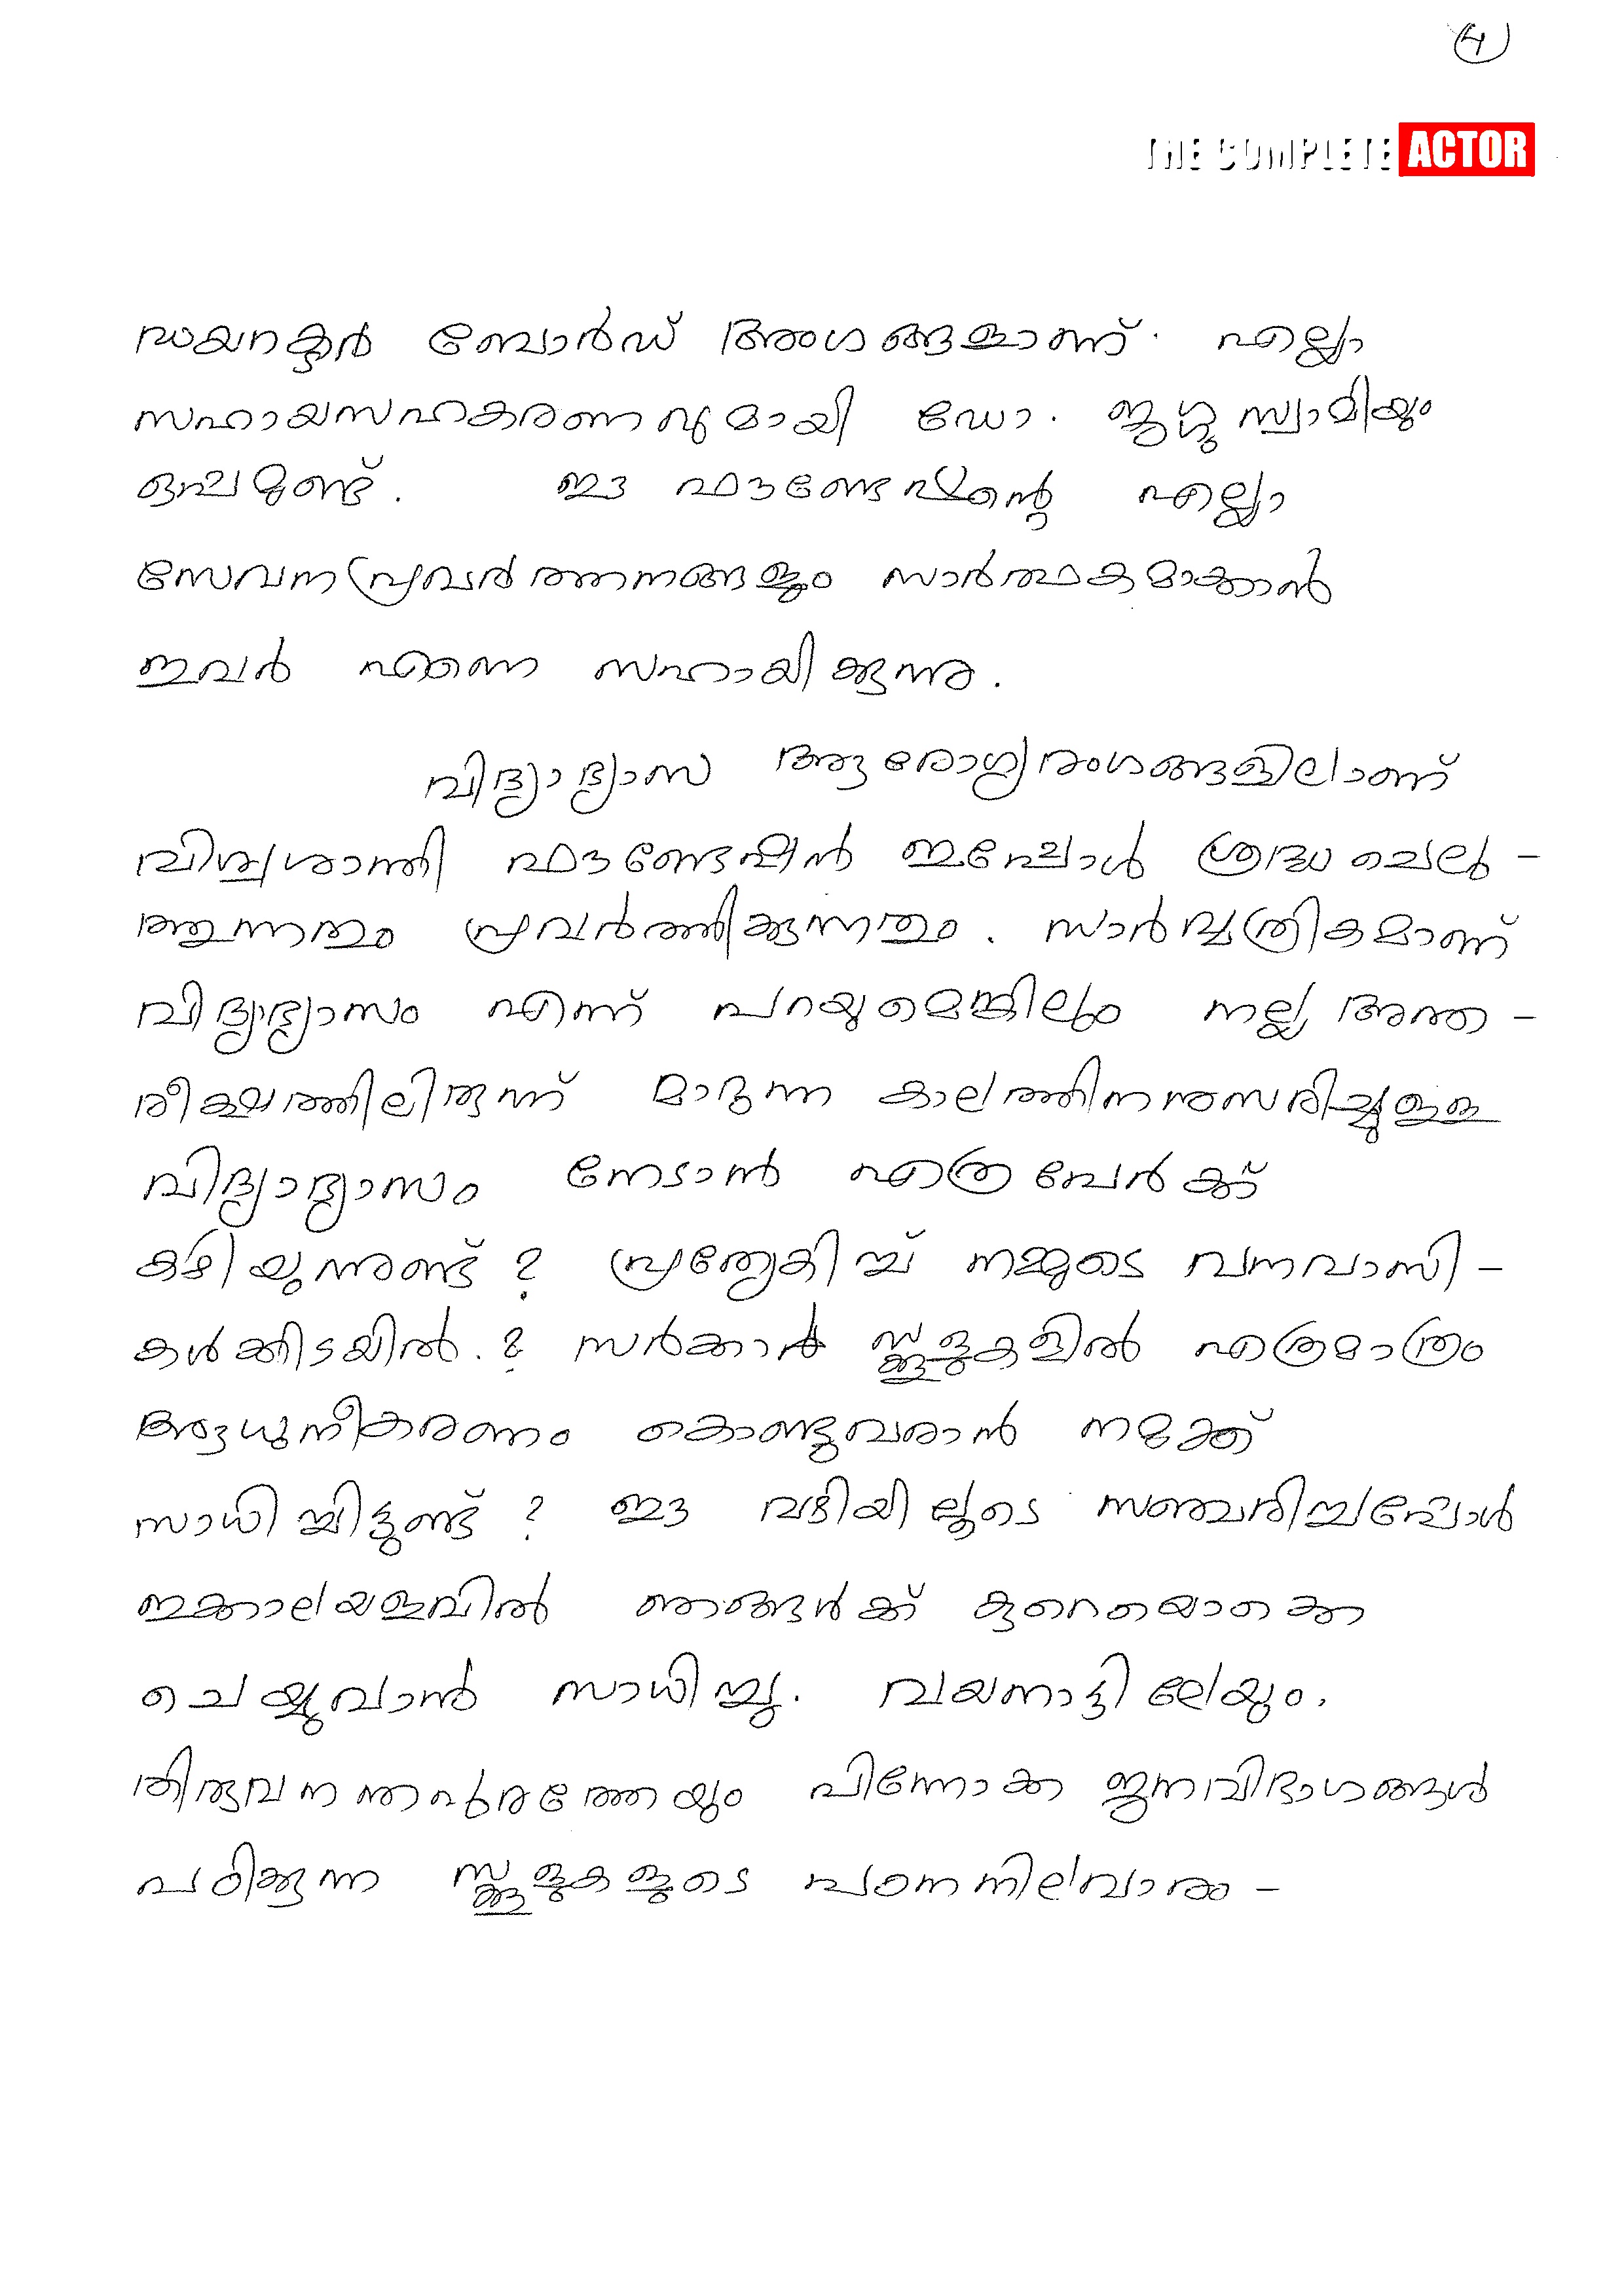 4
THE COMPLETE ACTOR
ഡയറക്ടർ ബോർഡ് അംഗങ്ങളാണ്. എല്ലാ
സഹായസഹകരണവുമായി ഡോ. ജഗ്ഗുസ്വാമിയും
ഒപ്പമുണ്ട്. ഈ ഫൗണ്ടേഷന്റെ എല്ലാ
സേവനപ്രവർത്തനങ്ങളും സാർത്ഥകമാക്കാൻ
ഇവർ എന്നെ സഹായിക്കുന്നു.
വിദ്യാഭ്യാസ ആരോഗ്യരംഗങ്ങളിലാണ്
വിശ്വശാന്തി ഫൗണ്ടേഷൻ ഇപ്പോൾ ശ്രദ്ധ ചെലു-
ത്തുന്നതും പ്രവർത്തിക്കുന്നതും. സാർവ്വത്രികമാണ്
വിദ്യാഭ്യാസം എന്ന് പറയുമെങ്കിലും നല്ല അന്ത-
രീക്ഷത്തിലിരുന്ന് മാറുന്ന കാലത്തിനനുസരിച്ചുള്ള
വിദ്യാഭ്യാസം നേടാൻ എത്ര പേർക്ക്
കഴിയുന്നുണ്ട് ? പ്രത്യേകിച്ച് നമ്മുടെ വനവാസി-
കൾക്കിടയിൽ. ? സർക്കാർ സ്കൂളുകളിൽ എത്രമാത്രം
ആധുനീകരണം കൊണ്ടുവരാൻ നമുക്ക്
സാധിച്ചിട്ടുണ്ട് ? ഈ വഴിയിലൂടെ സഞ്ചരിച്ചപ്പോൾ
ഇക്കാലയളവിൽ ഞങ്ങൾക്ക് കുറെയൊക്കെ
ചെയ്യുവാൻ സാധിച്ചു. വയനാട്ടിലേയും,
തിരുവനന്തപുരത്തേയും പിന്നോക്ക ജനവിഭാഗങ്ങൾ
പഠിക്കുന്ന സ്കൂളുകളുടെ പഠനനിലവാരം-